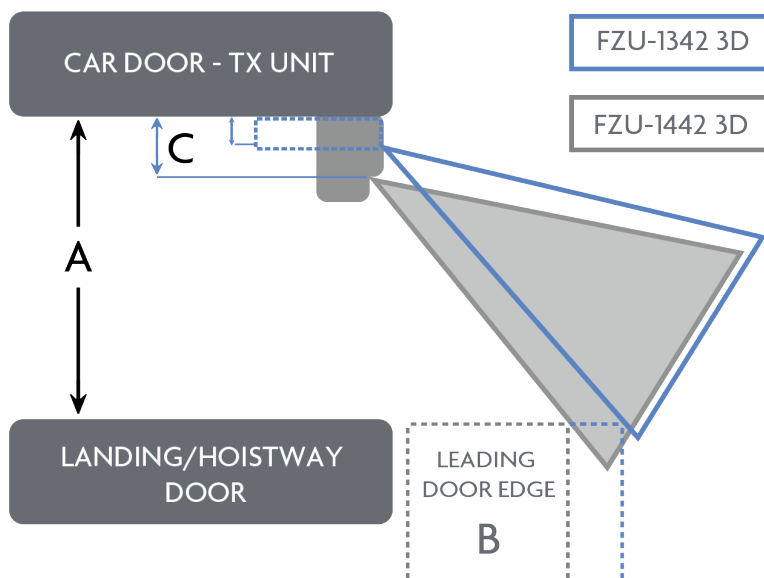 CAR DOOR - TX UNIT
FZU-1342 3D
FZU-1442 3D
C
A
LANDING/HOISTWAY
DOOR
LEADING
DOOR EDGE
B